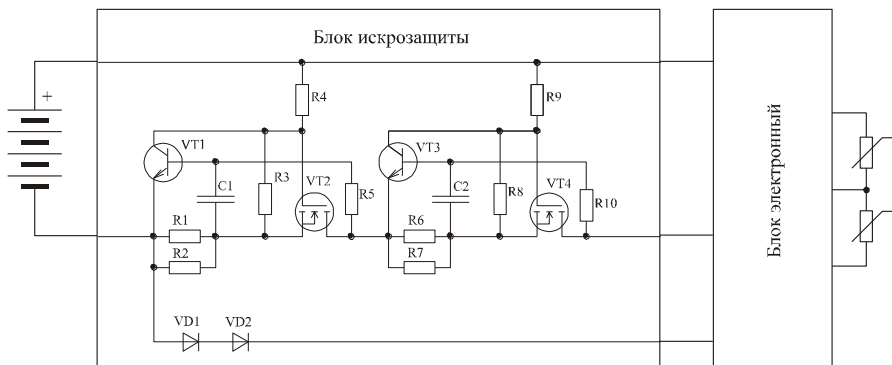 Блок искрозащиты
+
R4
R9
VT1
VT3
R3
C1
VT2
R5
R8
C2
VT4
R10
R1
R2
R6
R7
VD1
VD2
Блок электронный